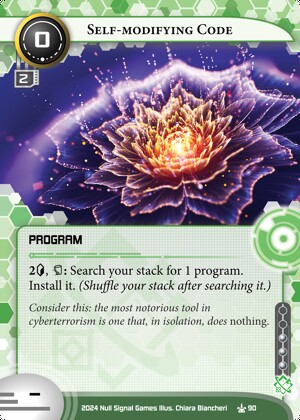 0
SELF-MODIFYING CODE
2
PROGRAM
2, : Search your stack for 1 program.
Install it. (Shuffle your stack after searching it.)
Consider this: the most notorious tool in
cyberterrorism is one that, in isolation, does nothing.
–
2024 Null Signal Games Illus. Chiara Biancheri 90